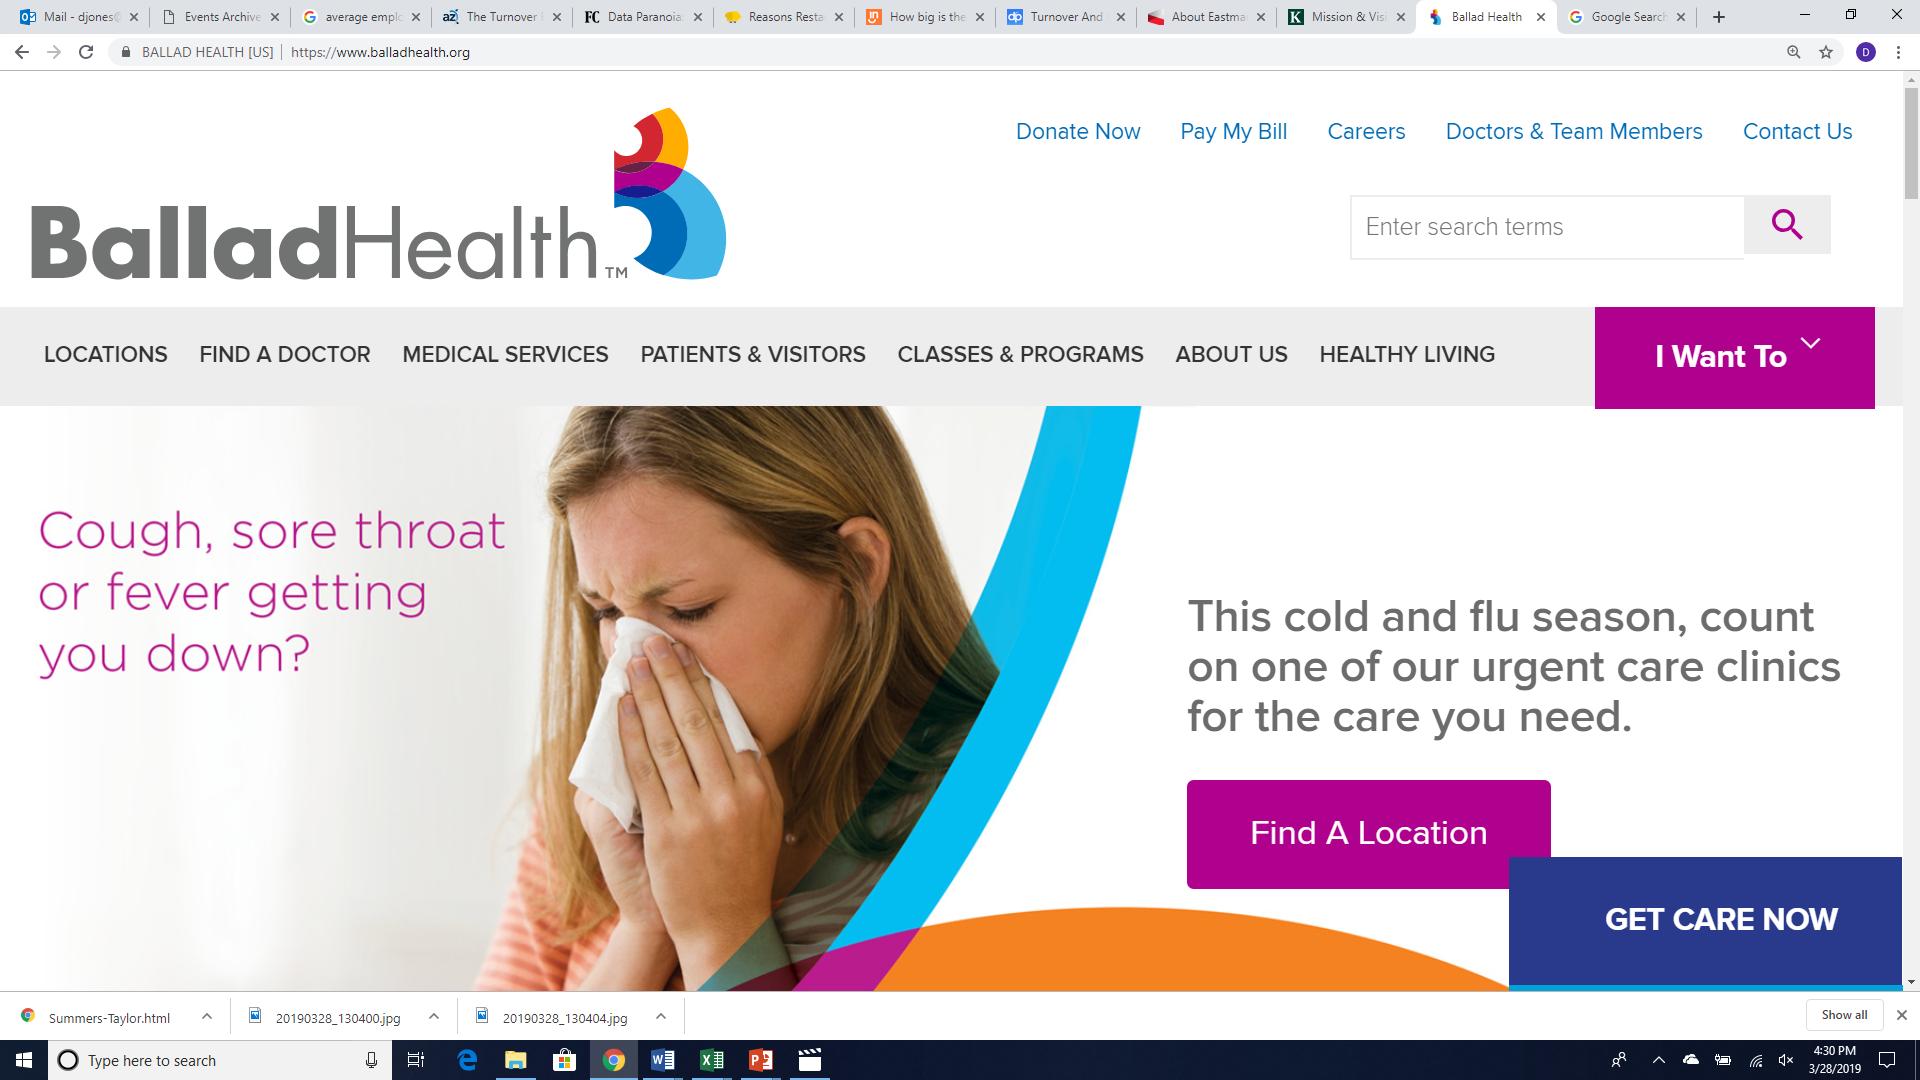 Mail - djones@
Events Archive
average emplo
The Turnover
Data Paranoia:
Reasons Resta
How big is the
Turnover And
About Eastma
Mission & Visi
Ballad Health
Google Search
BALLAD HEALTH [US]
https://www.balladhealth.org
D
Donate Now
Pay My Bill
Careers
Doctors & Team Members
Contact Us
BalladHealth TM
Enter search terms
LOCATIONS
FIND A DOCTOR
MEDICAL SERVICES
PATIENTS & VISITORS
CLASSES & PROGRAMS
ABOUT US
HEALTHY LIVING
I Want To
Cough, sore throat
or fever getting
you down?
This cold and flu season, count
on one of our urgent care clinics
for the care you need.
Find A Location
GET CARE NOW
Summers-Taylor.html
20190328_130400.jpg
20190328_130404.jpg
Show all
Type here to search
4:30 PM
3/28/2019